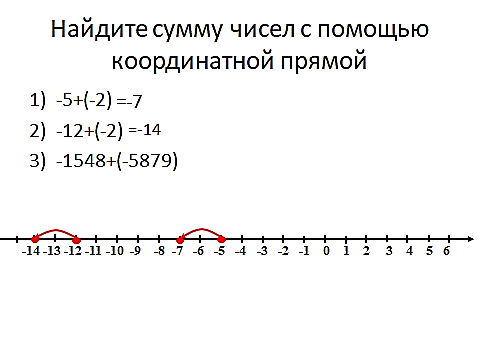 Найдите сумму чисел с помощью
координатной прямой
1) -5+(-2) =-7
2) -12+(-2) =-14
3) -1548+(-5879)
-14 -13 -12 -11 -10 -9 -8 -7 -6 -5 -4 -3 -2 -1 0 1 2 3 4 5 6